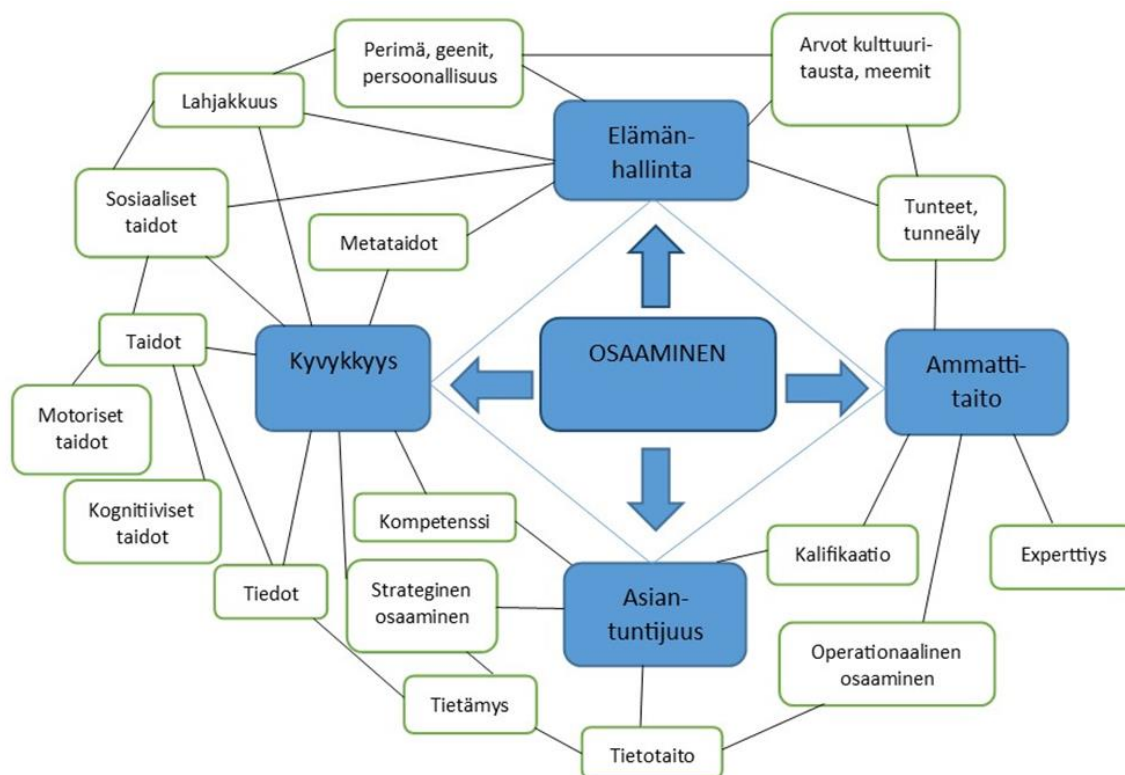 Perimä, geenit,
persoonallisuus
Arvot kulttuuri-
tausta, meemit
Lahjakkuus
Elämän-
hallinta
Sosiaaliset
taidot
Metataidot
Tunteet,
tunneäly
Taidot
Kyvykkyys
OSAAMINEN
Ammatti-
taito
Motoriset
taidot
Kognitiiviset
taidot
Kompetenssi
Kalifikaatio
Experttiys
Tiedot
Strateginen
osaaminen
Asian-
tuntijuus
Operationaalinen
osaaminen
Tietämys
Tietotaito